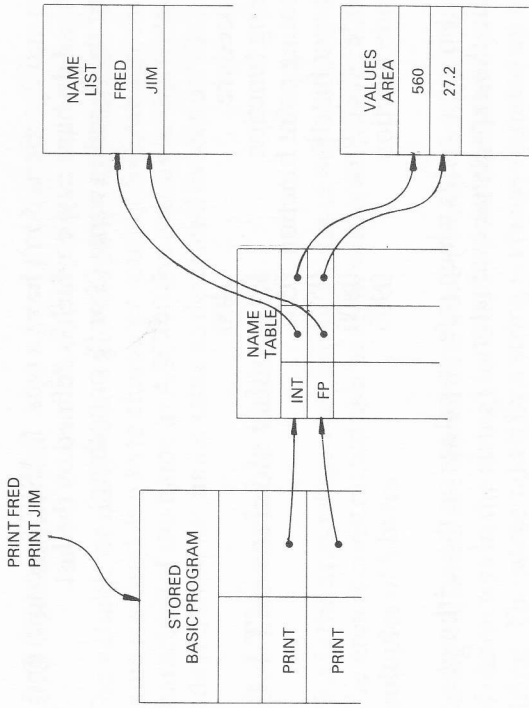 PRINT FRED
PRINT JIM
STORED
BASIC PROGRAM
PRINT
PRINT
NAME
TABLE
INT
FP
NAME
LIST
FRED
JIM
VALUES
AREA
560
27.2